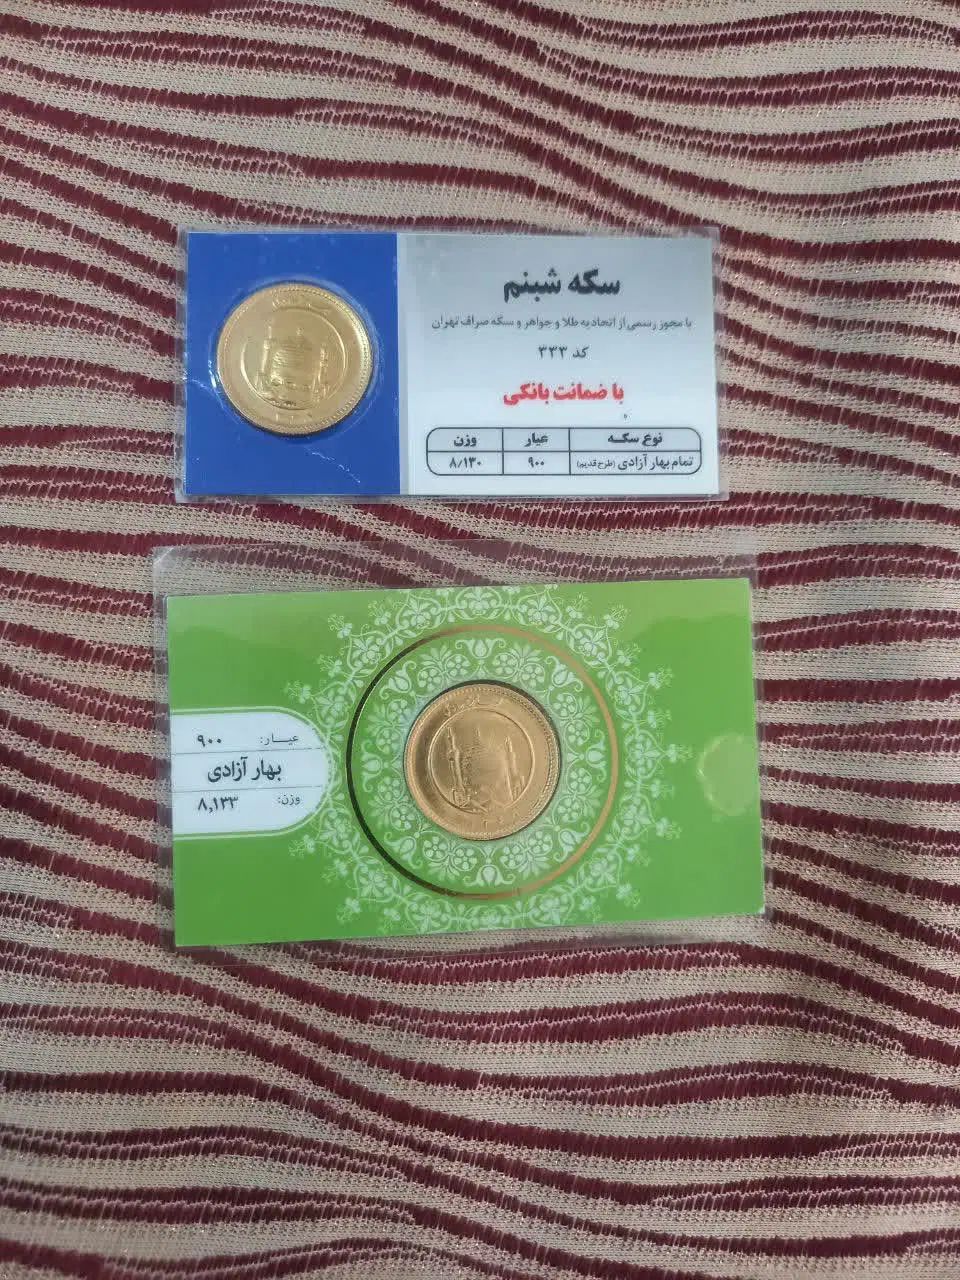 سکه شبنم
با مجوز رسمی از اتحادیه طلا و جواهر و سکه صراف تهران
کد ۳۳۳
با ضمانت بانکی
نوع سکه عیار وزن
تمام بهار آزادی (طرح قدیم) ۹۰۰ ۸/۱۳۰
عیار: ۹۰۰
بهار آزادی
وزن: ۸,۱۳۳